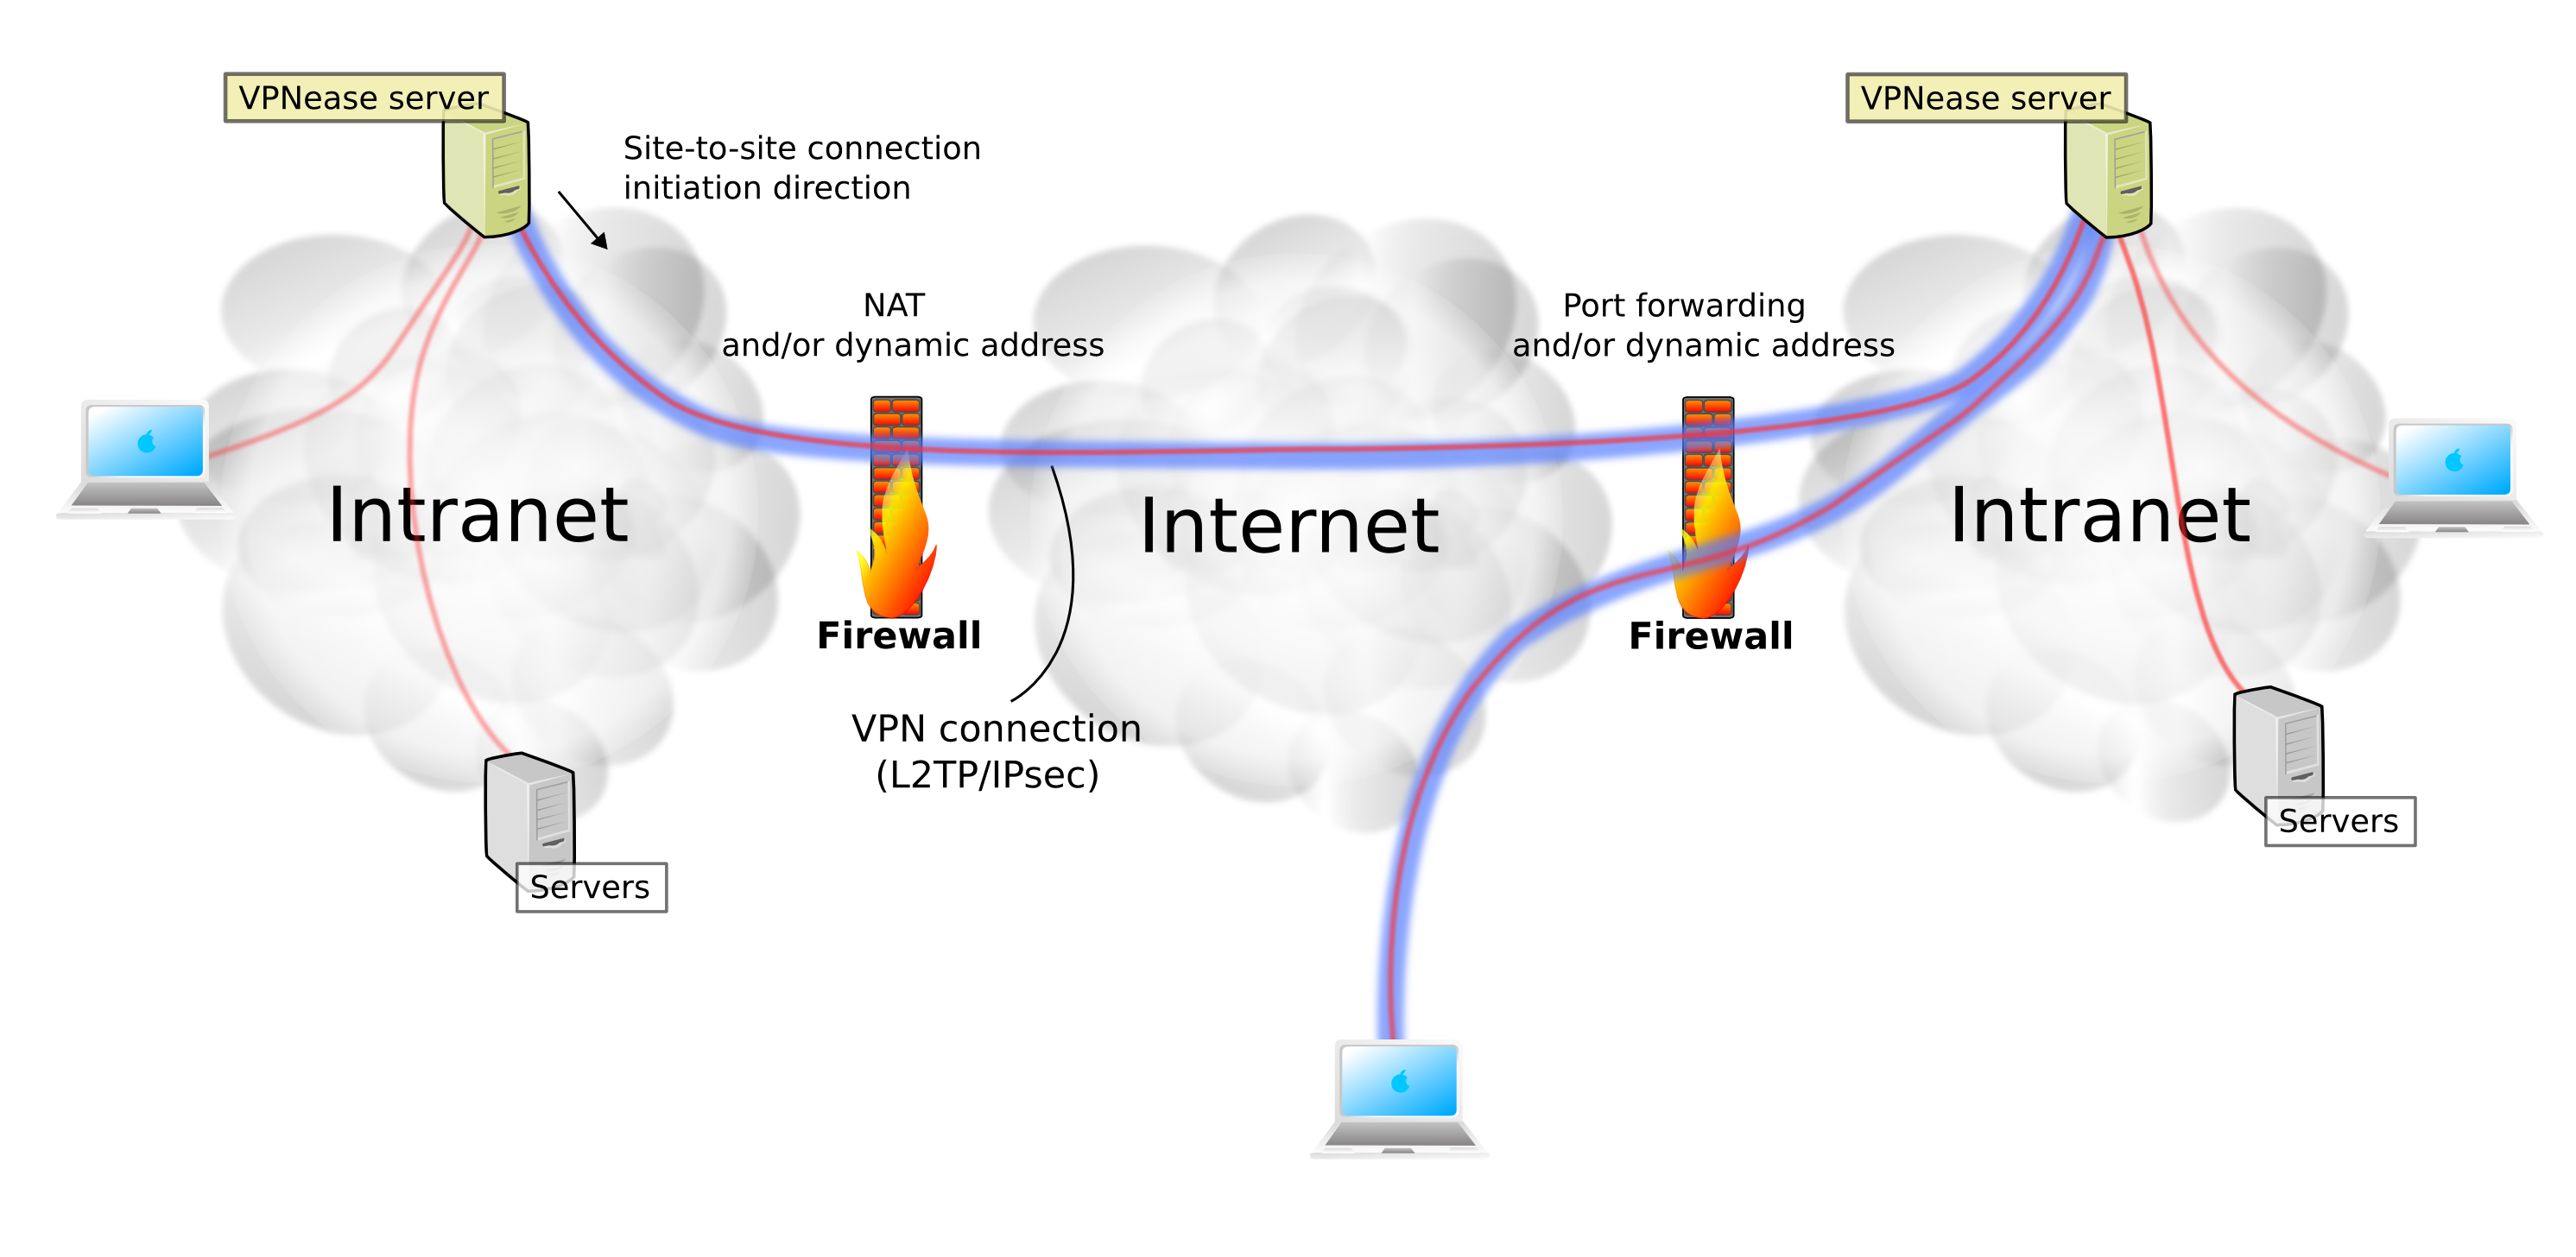 VPNease server
VPNease server
Site-to-site connection
initiation direction
NAT
and/or dynamic address
Port forwarding
and/or dynamic address
Intranet
Internet
Intranet
Firewall
Firewall
VPN connection
(L2TP/IPsec)
Servers
Servers